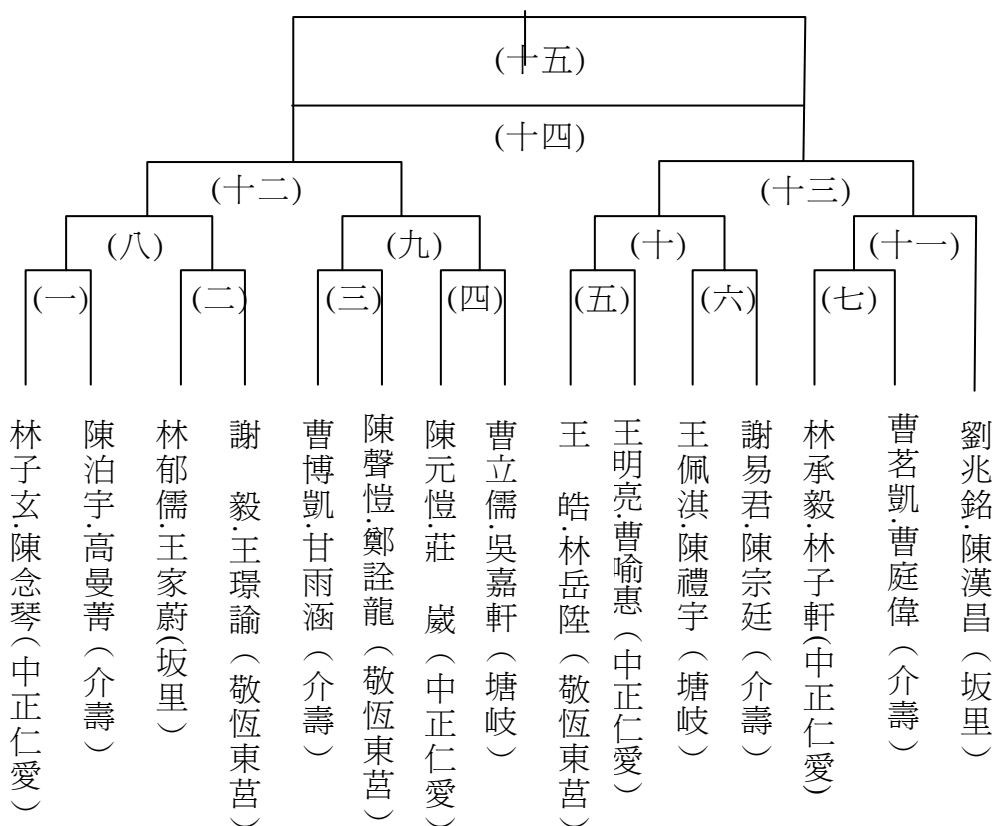 (十五)
(十四)
(十二)
(十三)
(八)
(九)
(十)
(十一)
(一)
(二)
(三)
(四)
(五)
(六)
(七)
林子玄.陳念琴(中正仁愛)
陳泊宇.高曼菁(介壽)
林郁儒.王家蔚(坂里)
謝 毅.王璟諭(敬恆東莒)
曹博凱.甘雨涵(介壽)
陳聲愷.鄭詮龍(敬恆東莒)
陳元愷.莊 崴(中正仁愛)
曹立儒.吳嘉軒(塘岐)
王 皓.林岳陞(敬恆東莒)
王明亮.曹喻惠(中正仁愛)
王佩淇.陳禮宇(塘岐)
謝易君.陳宗廷(介壽)
林承毅.林子軒(中正仁愛)
曹茗凱.曹庭偉(介壽)
劉兆銘.陳漢昌(坂里)